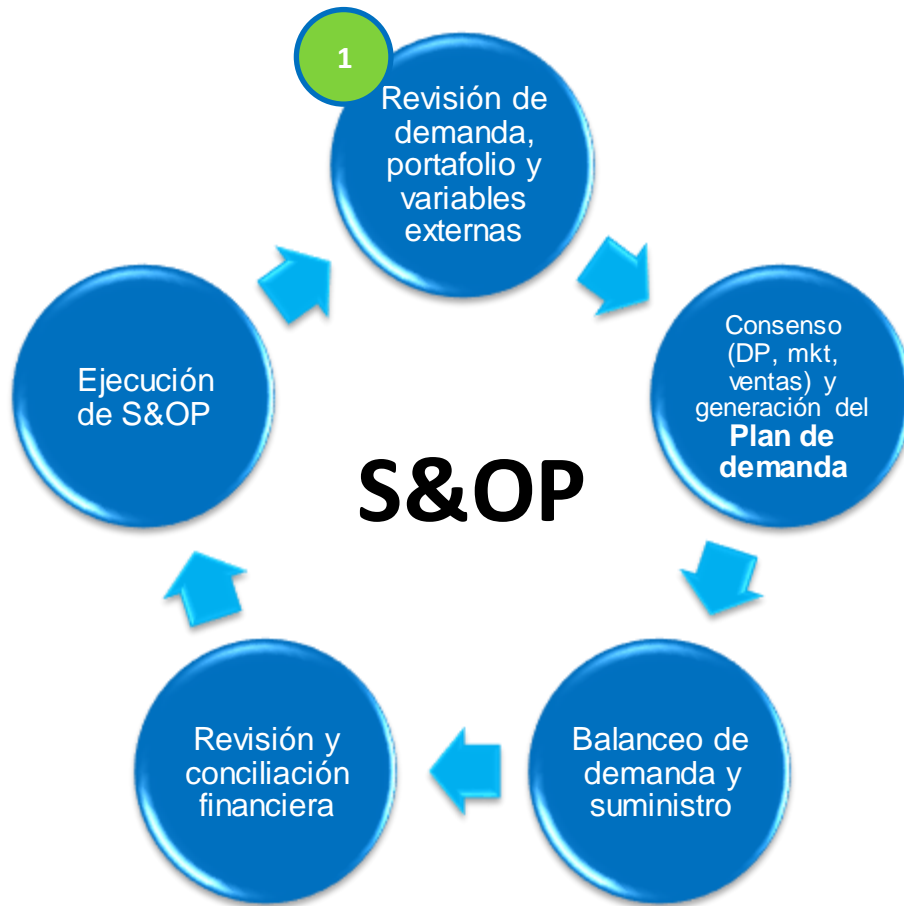 1
Revisión de
demanda,
portafolio y
variables
externas
Consenso
(DP, mkt,
ventas) y
generación del
Plan de
demanda
Balanceo de
demanda y
suministro
Revisión y
conciliación
financiera
Ejecución
de S&OP
S&OP